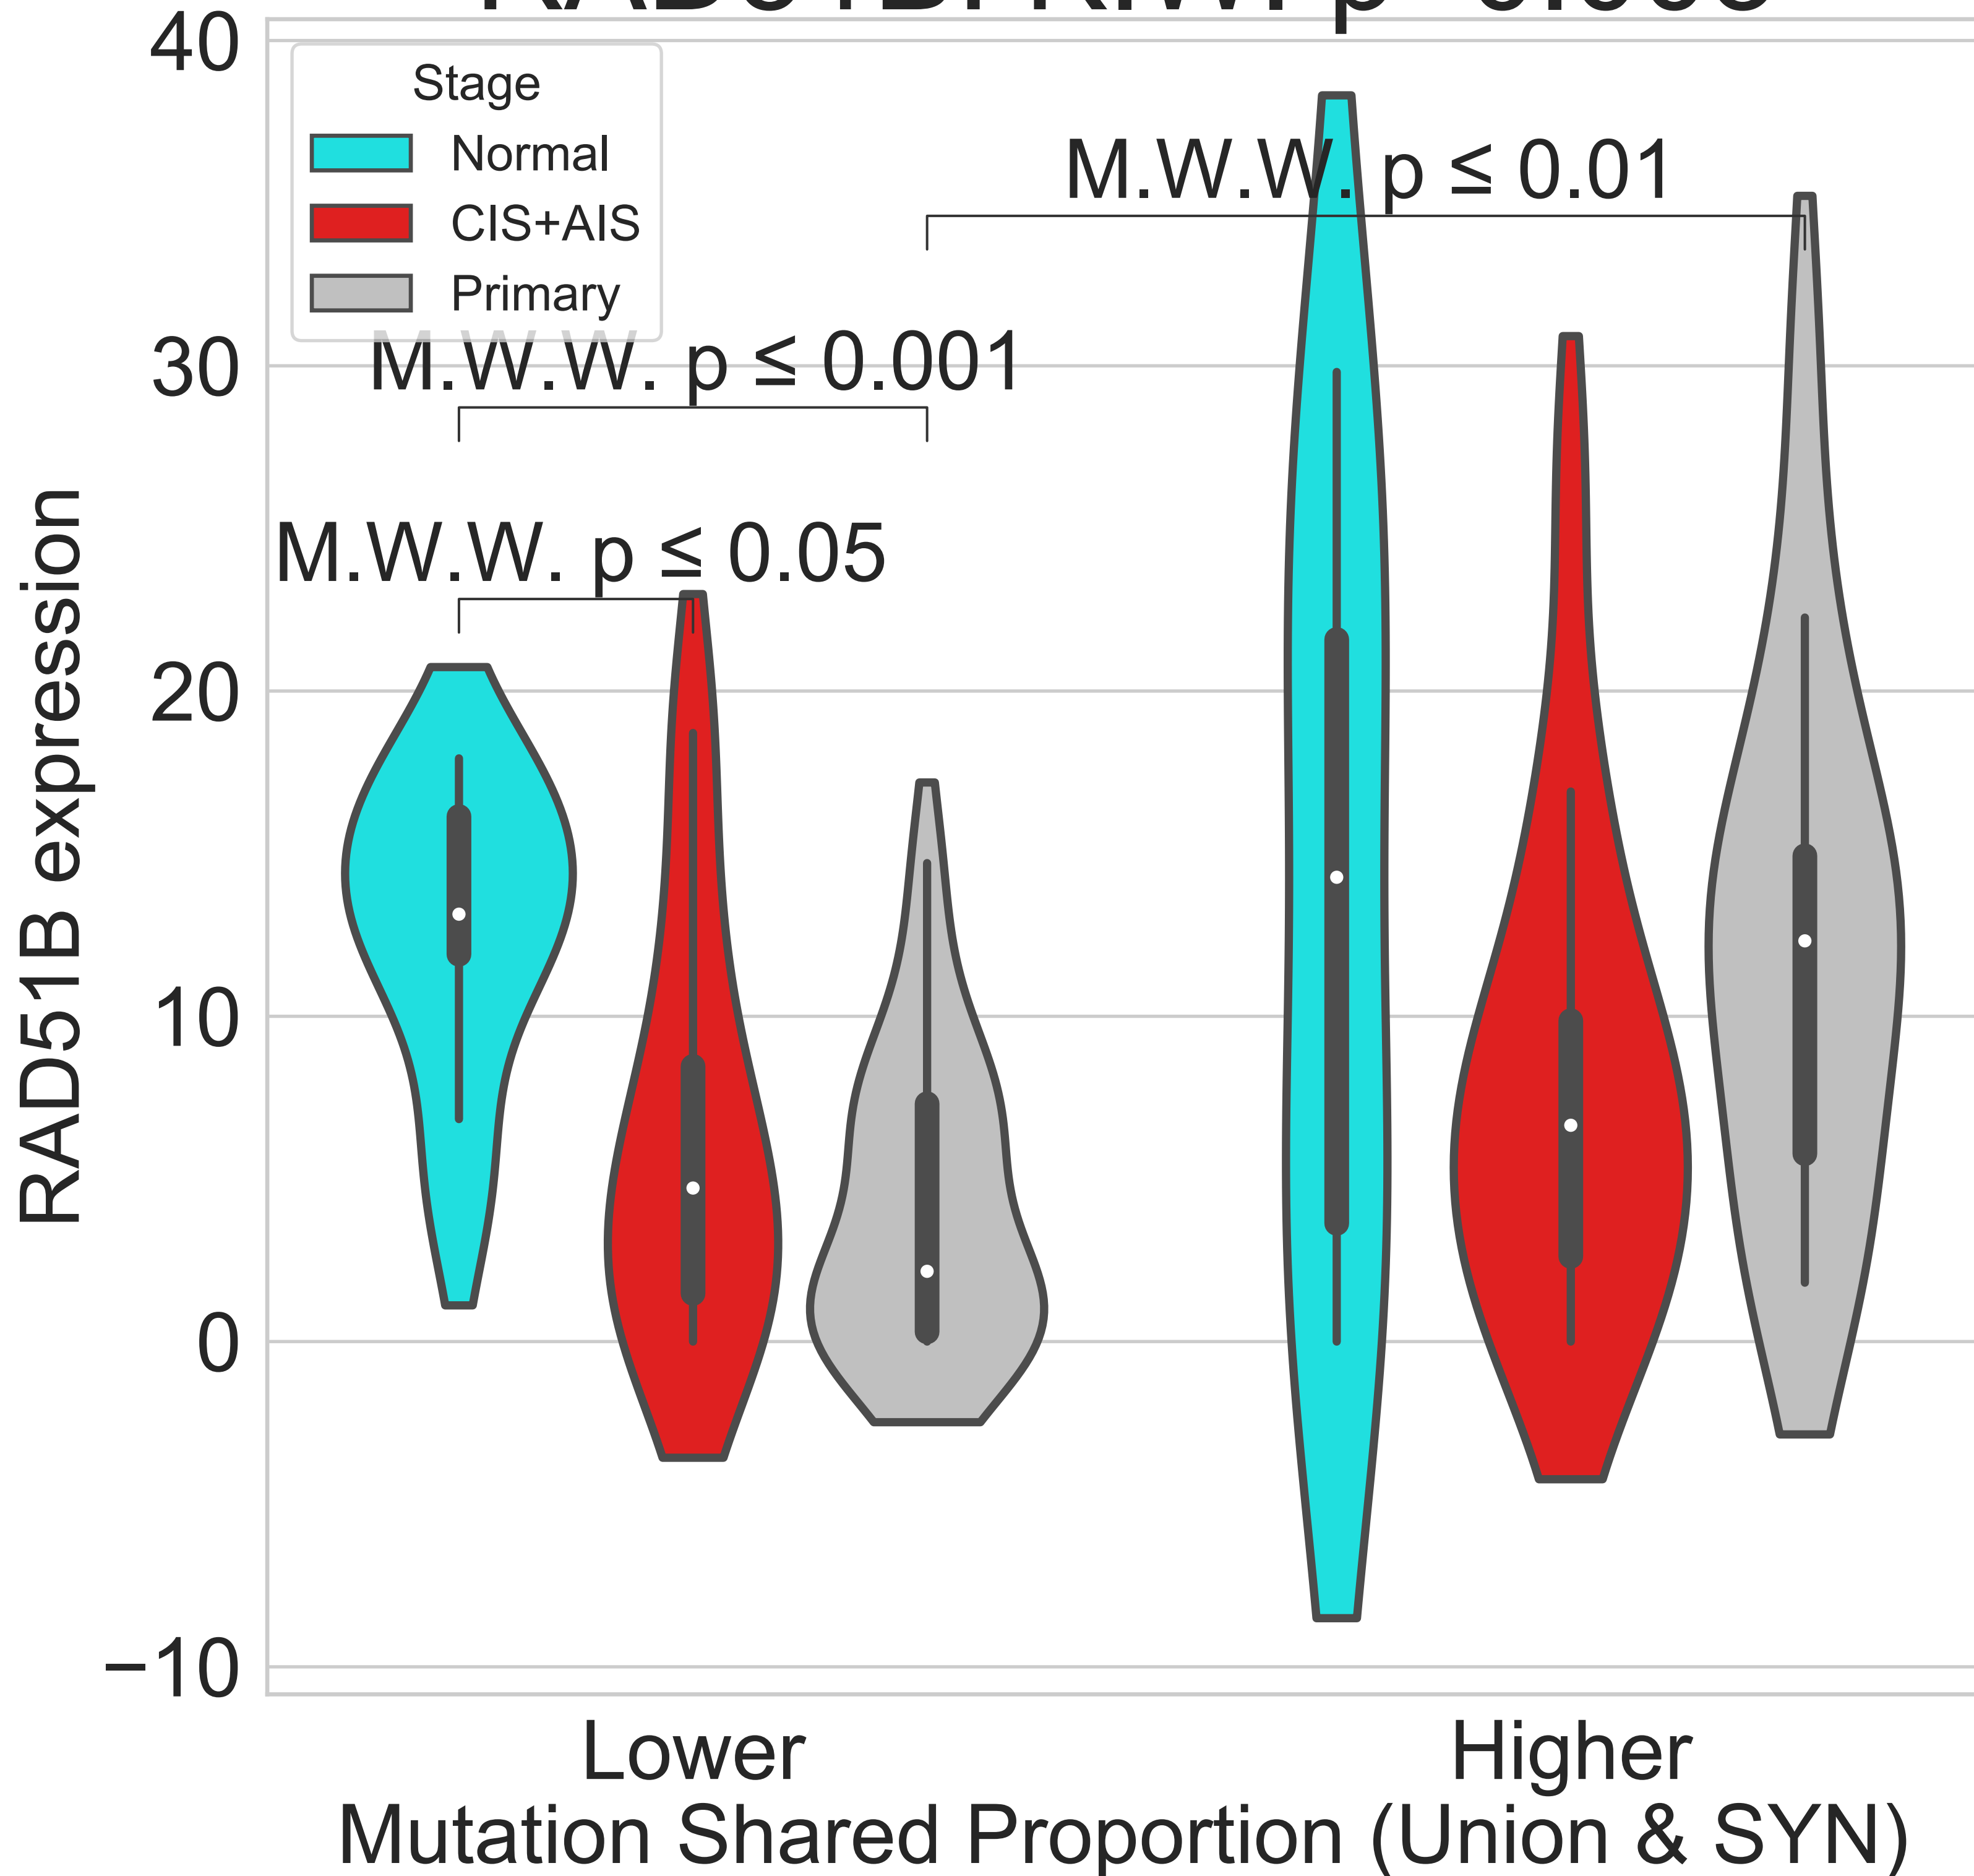 40
Stage
Normal
CIS+AIS
Primary
M.W.W. p ≤ 0.01
M.W.W. p ≤ 0.001
30
M.W.W. p ≤ 0.05
20
10
0
−10
RAD51B expression
Lower
Higher
Mutation Shared Proportion (Union & SYN)